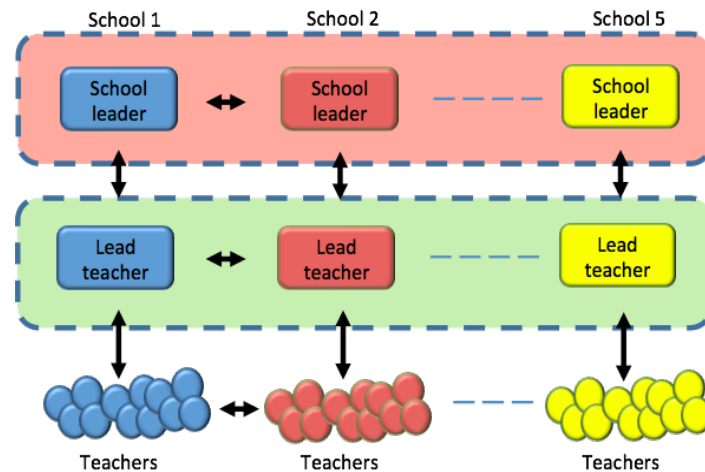 School 1
School 2
School 5
School
leader
School
leader
School
leader
Lead
teacher
Lead
teacher
Lead
teacher
Teachers
Teachers
Teachers